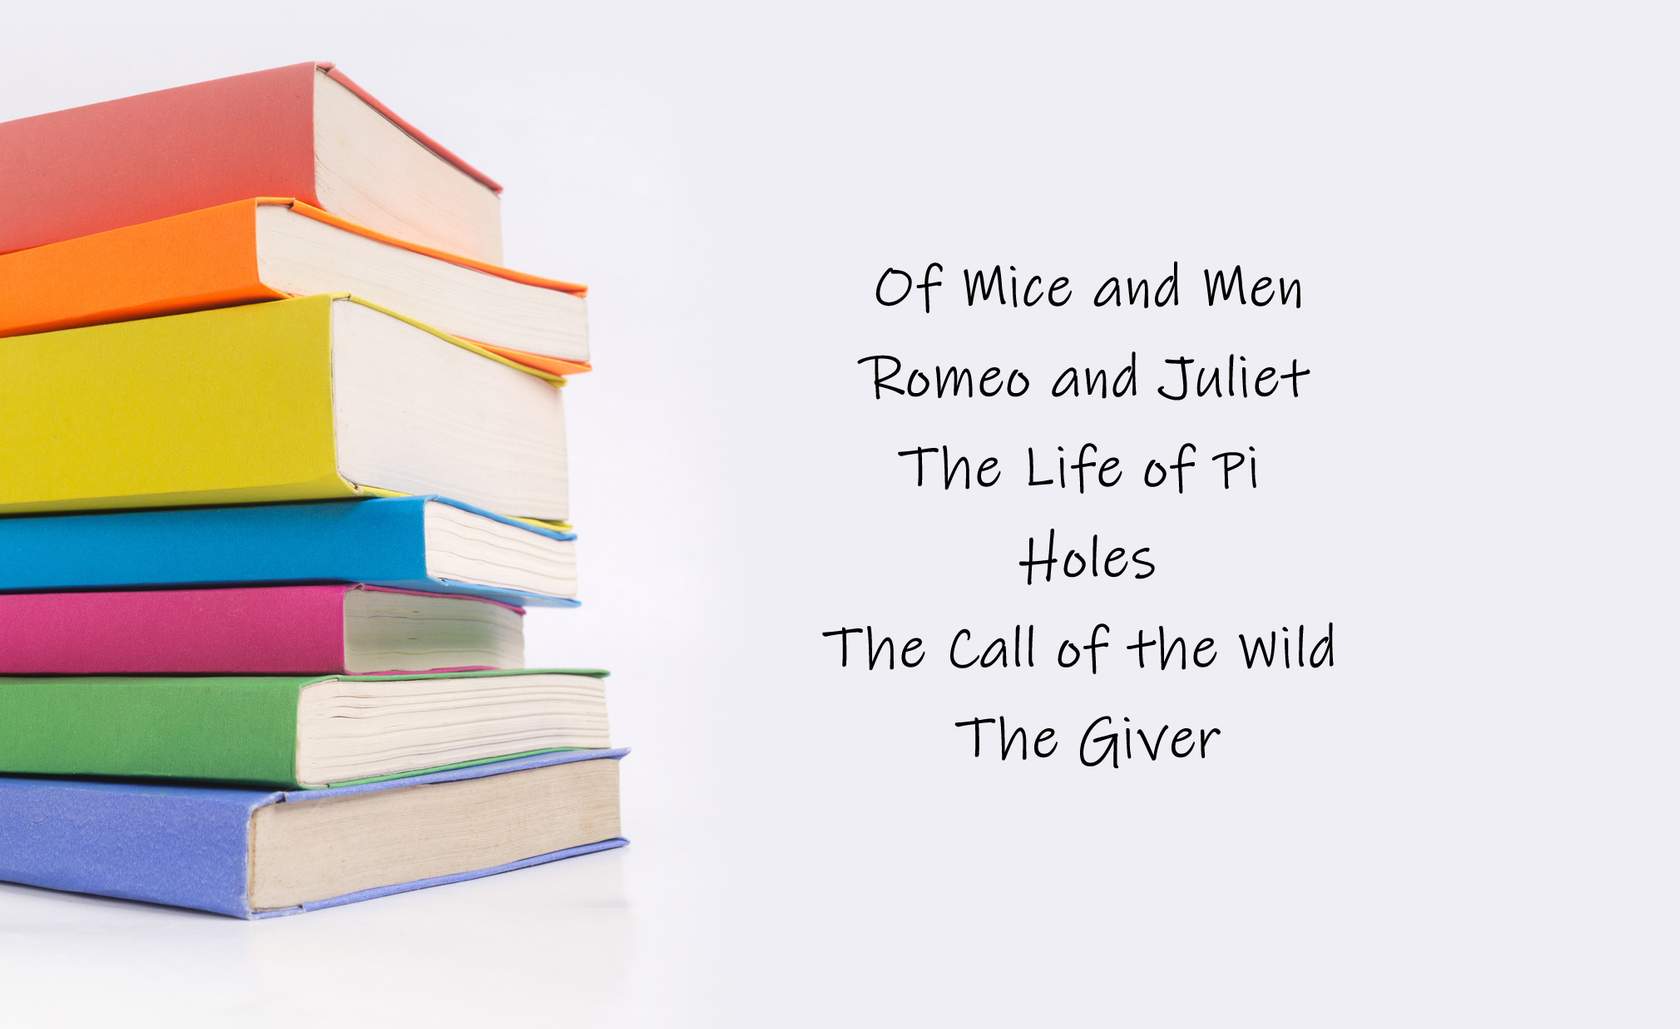 Of Mice and Men
Romeo and Juliet
The Life of Pi
Holes
The Call of the Wild
The Giver